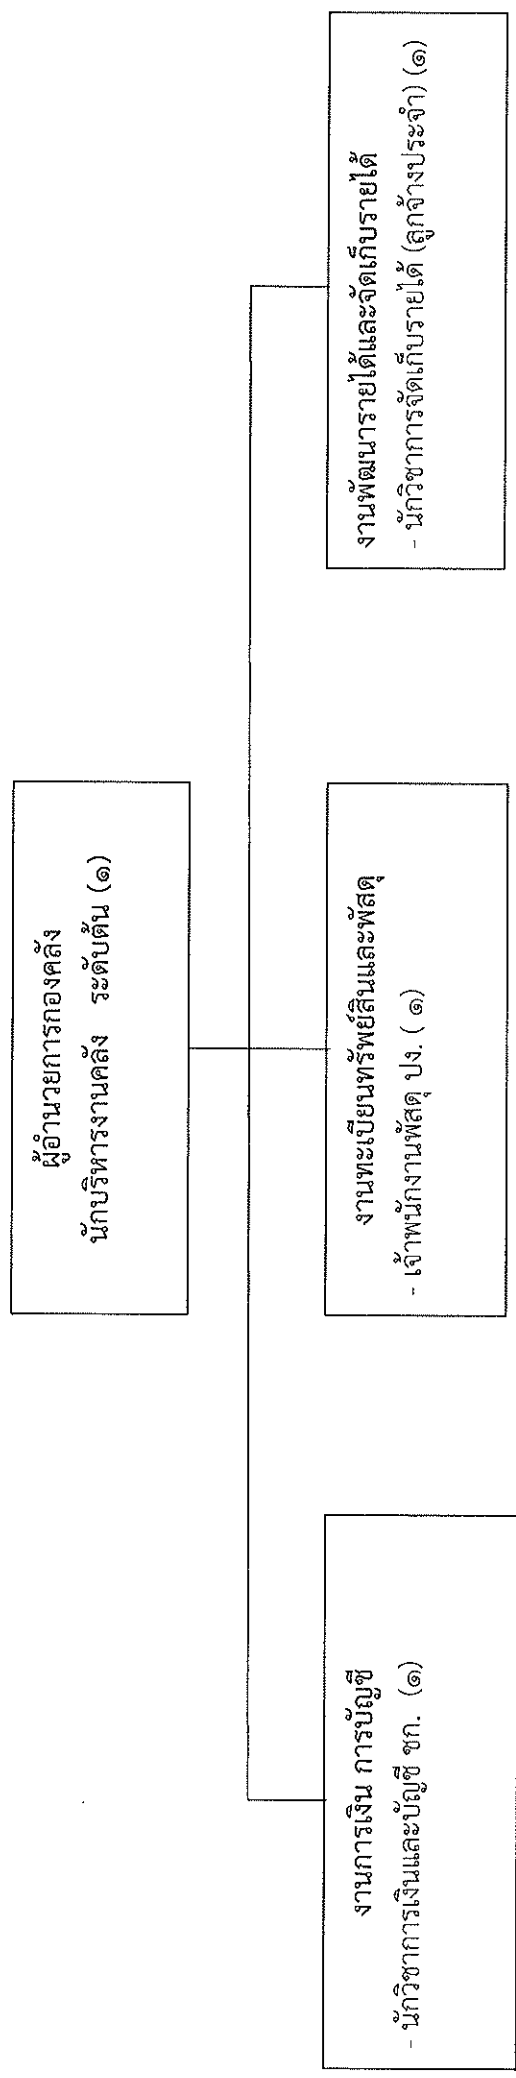 ผู้อำนวยการกองคลัง
นักบริหารงานคลัง ระดับต้น (๑)
งานการเงิน การบัญชี
- นักวิชาการเงินและบัญชี ชก. (๑)
งานทะเบียนทรัพย์สินและพัสดุ
- เจ้าพนักงานพัสดุ ปง. ( ๑)
งานพัฒนารายได้และจัดเก็บรายได้
- นักวิชาการจัดเก็บรายได้ (ลูกจ้างประจำ) (๑)